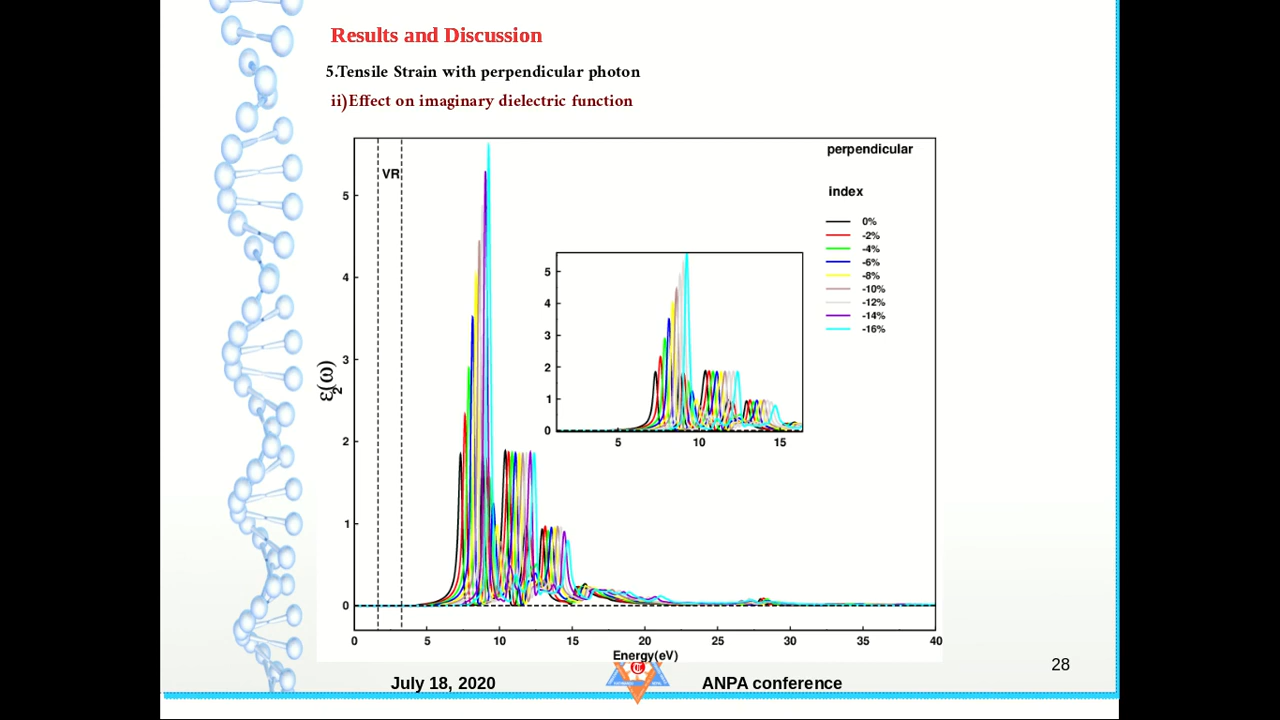 Results and Discussion
5.Tensile Strain with perpendicular photon
ii)Effect on imaginary dielectric function
perpendicular
VR
index
0%
-2%
-4%
-6%
-8%
-10%
-12%
-14%
-16%
5
4
3
2
1
0
5
4
3
2
1
0
5 10 15
ε2(ω)
0 5 10 15 20 25 30 35 40
Energy(eV)
28
July 18, 2020 ANPA conference